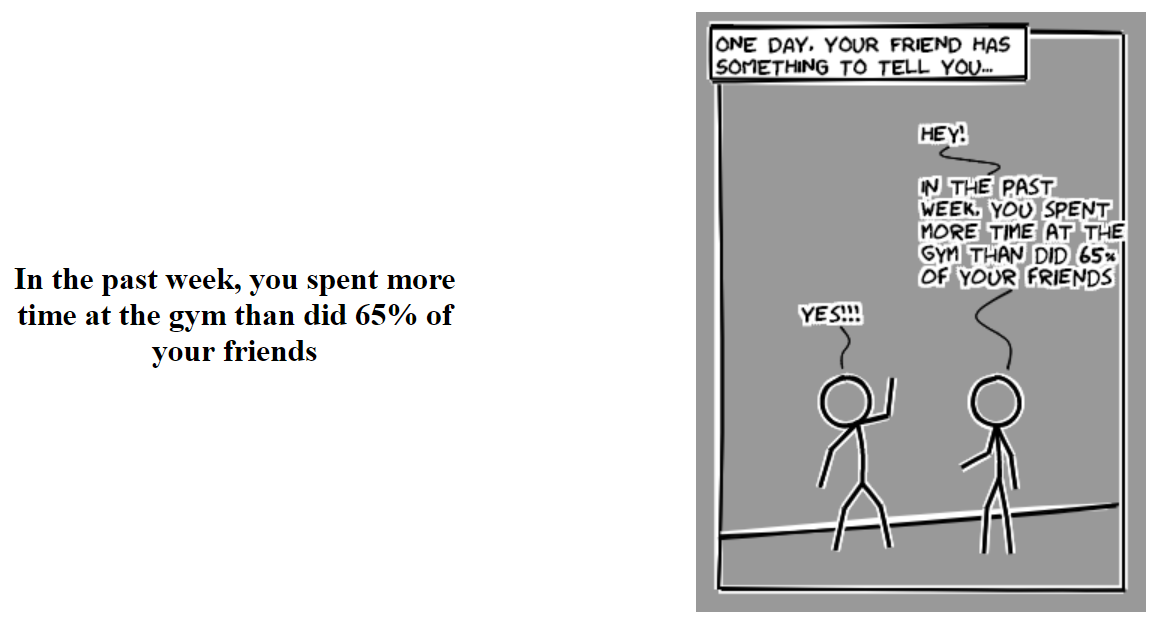 In the past week, you spent more
time at the gym than did 65% of
your friends
ONE DAY, YOUR FRIEND HAS
SOMETHING TO TELL YOU...
HEY!
IN THE PAST
WEEK, YOU SPENT
MORE TIME AT THE
GYM THAN DID 65%
OF YOUR FRIENDS
YES!!!